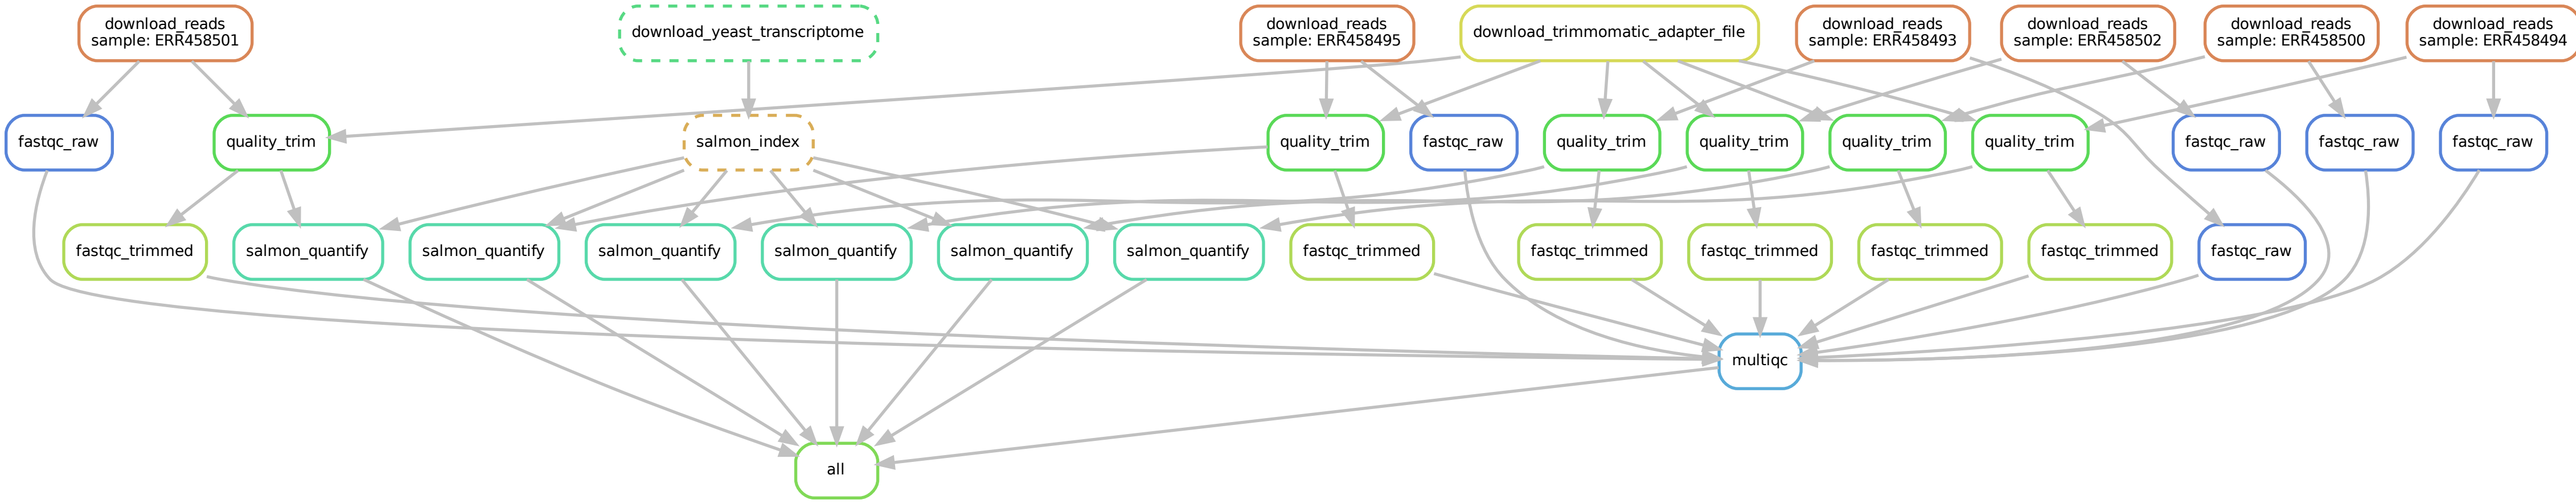 download_reads
sample: ERR458501
download_yeast_transcriptome
download_reads
sample: ERR458495
download_trimmomatic_adapter_file
download_reads
sample: ERR458493
download_reads
sample: ERR458502
download_reads
sample: ERR458500
download_reads
sample: ERR458494
fastqc_raw
quality_trim
salmon_index
quality_trim
fastqc_raw
quality_trim
quality_trim
quality_trim
quality_trim
fastqc_raw
fastqc_raw
fastqc_raw
fastqc_trimmed
salmon_quantify
salmon_quantify
salmon_quantify
salmon_quantify
salmon_quantify
salmon_quantify
fastqc_trimmed
fastqc_trimmed
fastqc_trimmed
fastqc_trimmed
fastqc_trimmed
fastqc_raw
multiqc
all